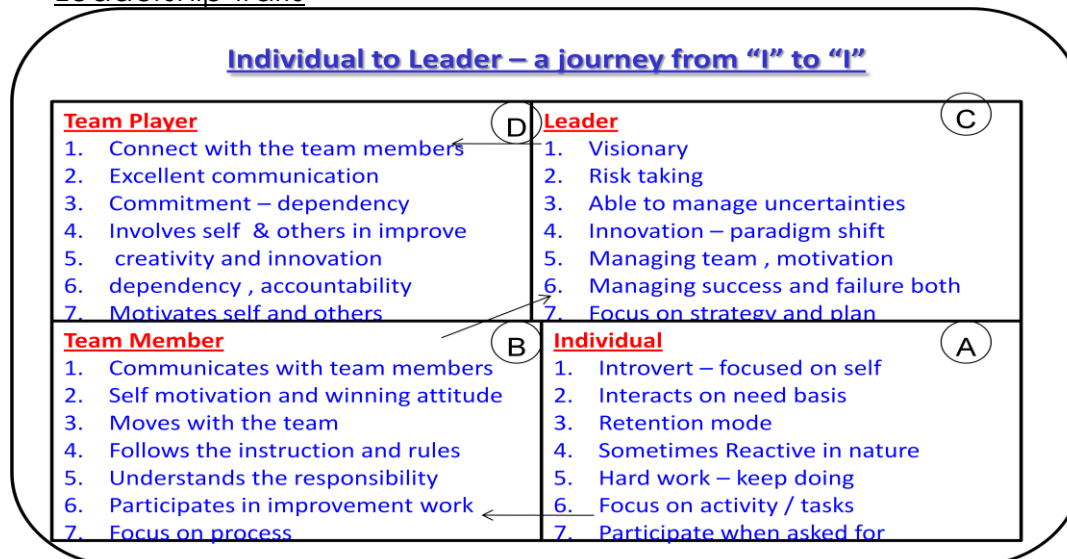 Leadership Traits
Individual to Leader – a journey from “I” to “I”
Team Player
D
1. Connect with the team members
2. Excellent communication
3. Commitment – dependency
4. Involves self & others in improve
5. creativity and innovation
6. dependency , accountability
7. Motivates self and others
Leader
C
1. Visionary
2. Risk taking
3. Able to manage uncertainties
4. Innovation – paradigm shift
5. Managing team , motivation
6. Managing success and failure both
7. Focus on strategy and plan
Team Member
B
1. Communicates with team members
2. Self motivation and winning attitude
3. Moves with the team
4. Follows the instruction and rules
5. Understands the responsibility
6. Participates in improvement work
7. Focus on process
Individual
A
1. Introvert – focused on self
2. Interacts on need basis
3. Retention mode
4. Sometimes Reactive in nature
5. Hard work – keep doing
6. Focus on activity / tasks
7. Participate when asked for